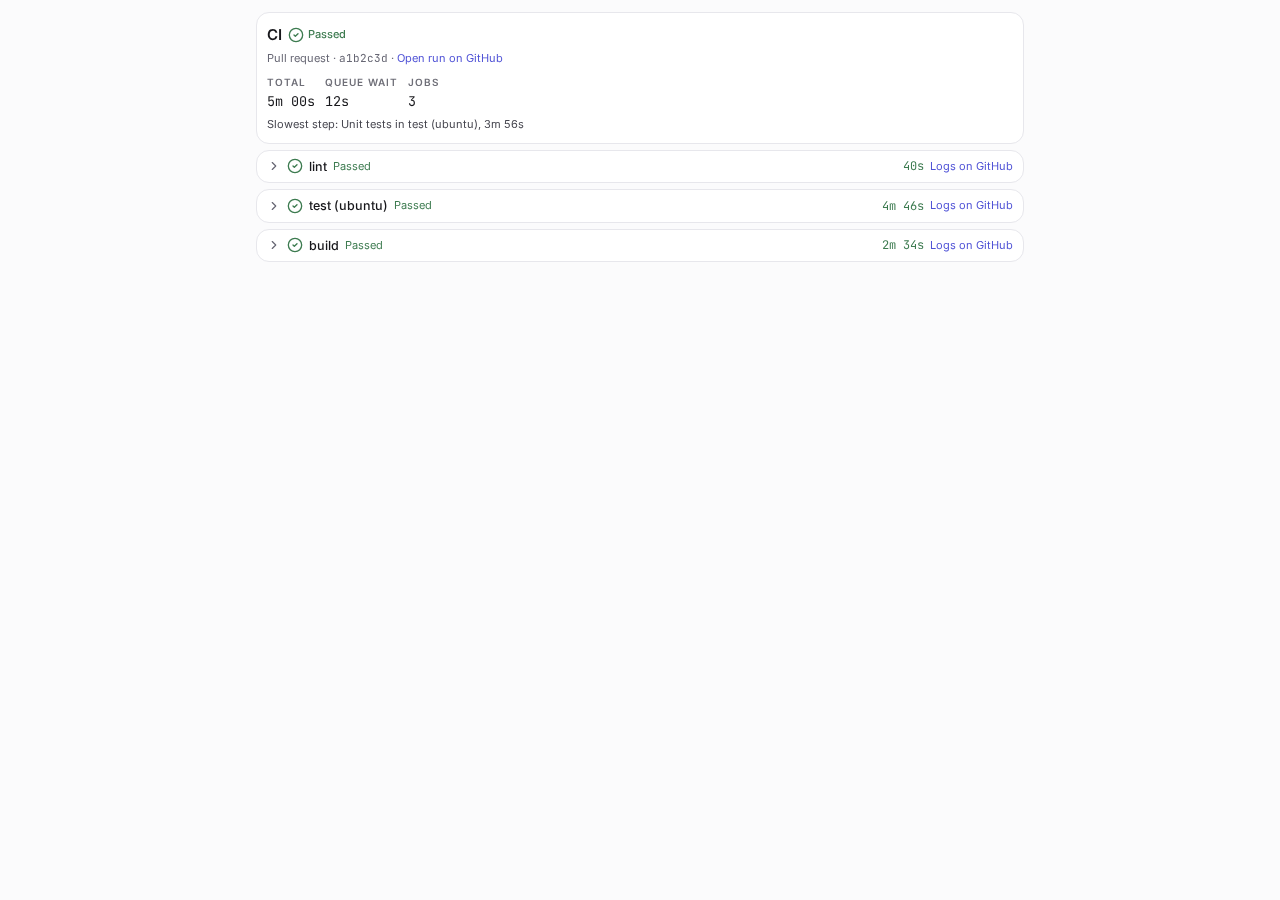 CI Passed
Pull request · a1b2c3d · Open run on GitHub
TOTAL QUEUE WAIT JOBS
5m 00s 12s 3
Slowest step: Unit tests in test (ubuntu), 3m 56s
lint Passed 40s Logs on GitHub
test (ubuntu) Passed 4m 46s Logs on GitHub
build Passed 2m 34s Logs on GitHub